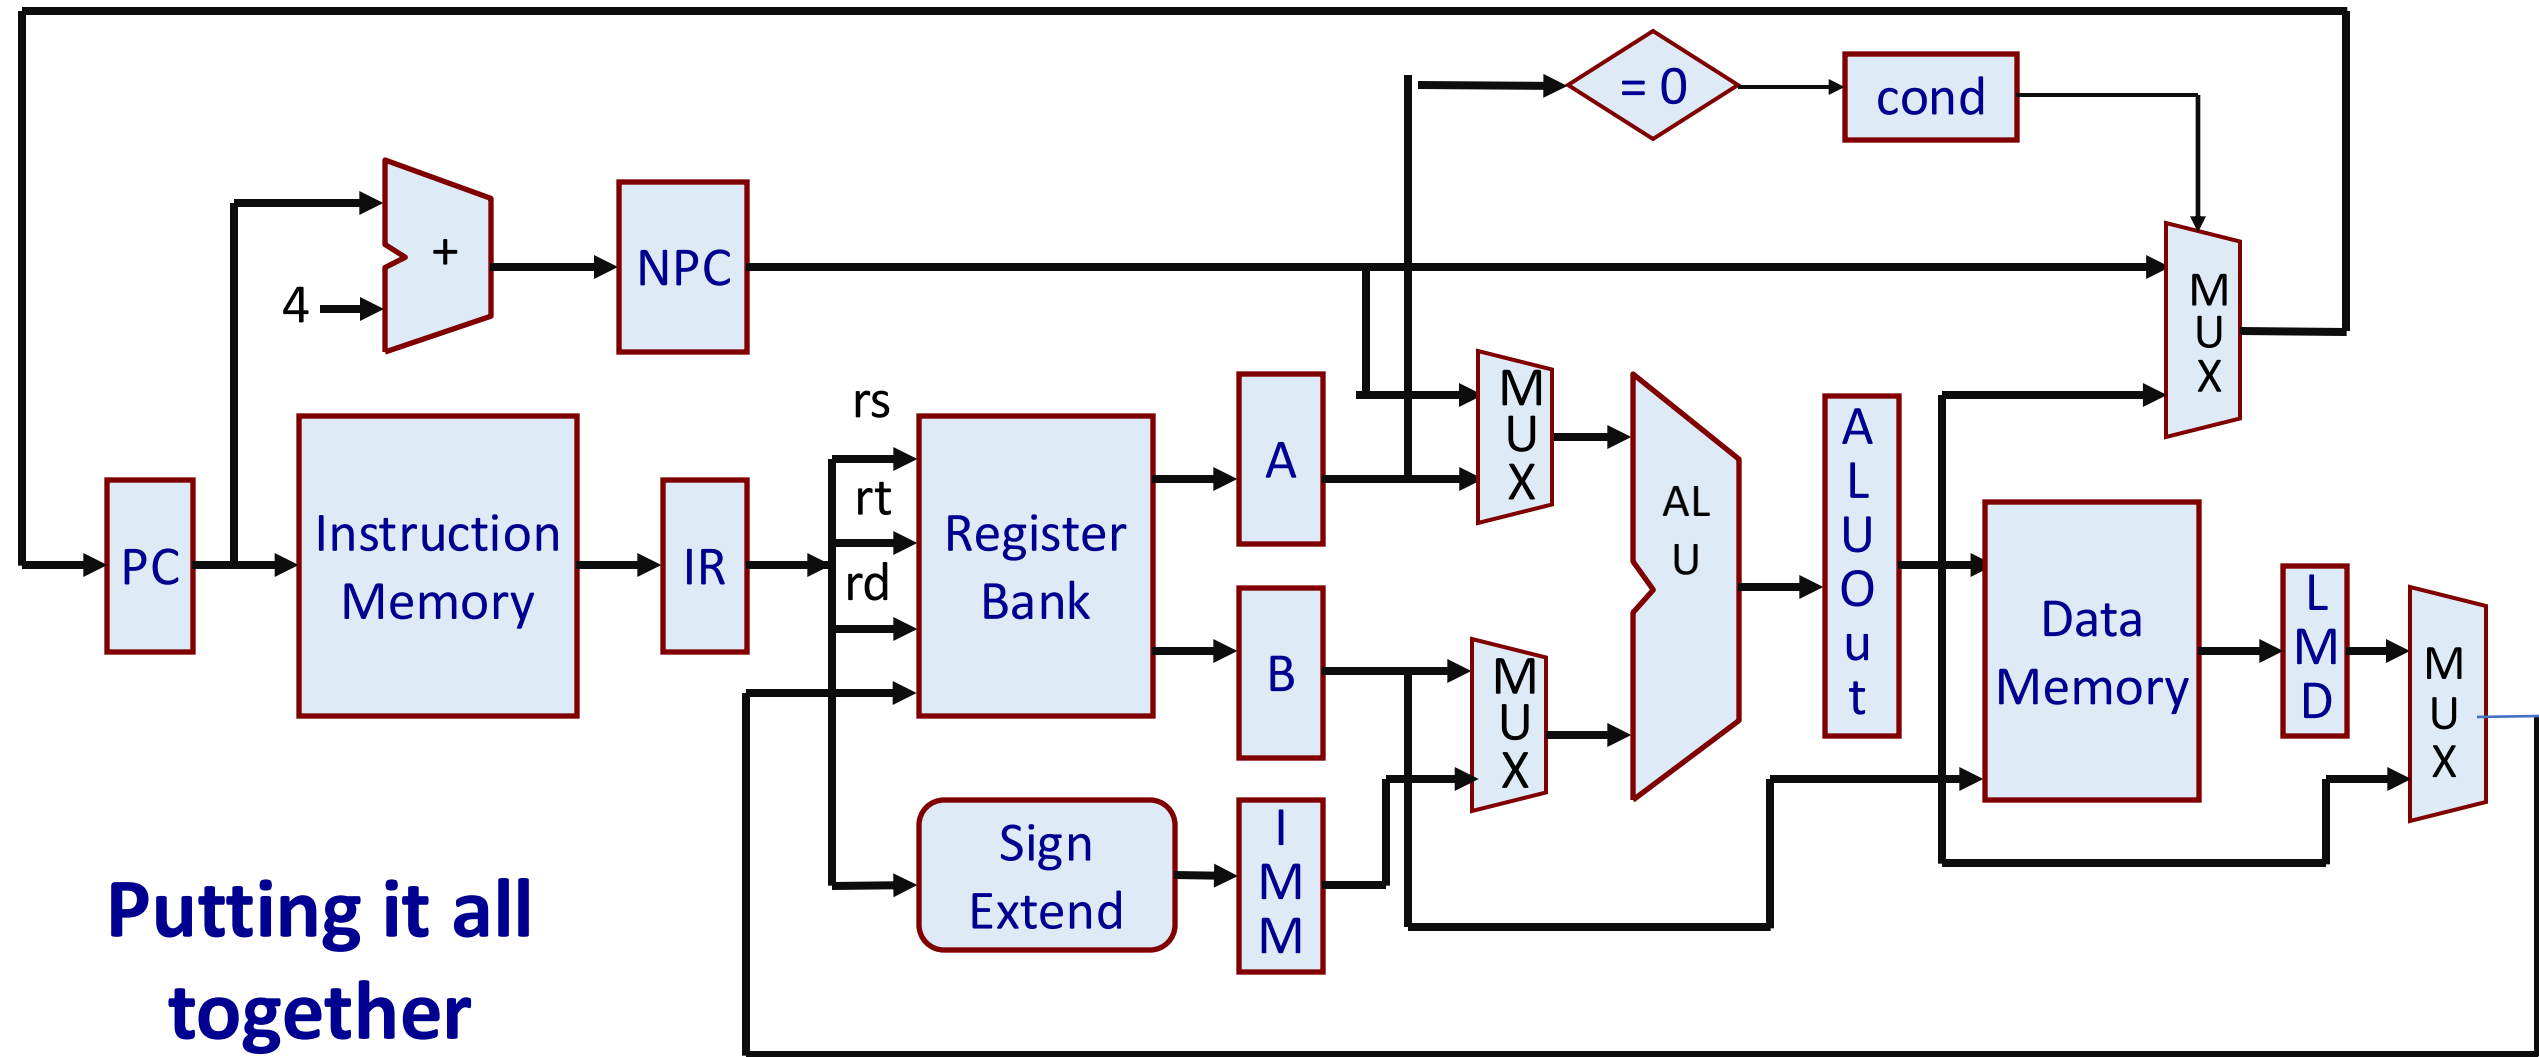 = 0
cond
+
NPC
4
M
U
X
rs
rt
rd
M
U
X
A
A
L
U
O
u
t
PC
Instruction
Memory
IR
Register
Bank
AL
U
B
M
U
X
Data
Memory
L
M
D
M
U
X
Sign
Extend
I
M
M
Putting it all
together